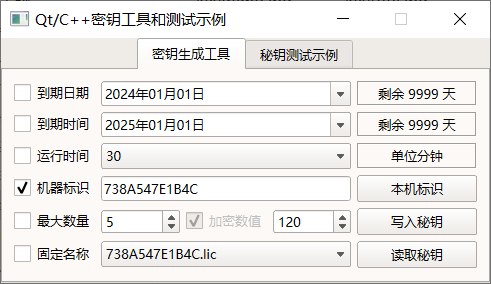 Qt/C++密钥工具和测试示例
密钥生成工具 秘钥测试示例
到期日期 2024年01月01日 剩余 9999 天
到期时间 2025年01月01日 剩余 9999 天
运行时间 30 单位分钟
机器标识 738A547E1B4C 本机标识
最大数量 5 加密数值 120 写入秘钥
固定名称 738A547E1B4C.lic 读取秘钥